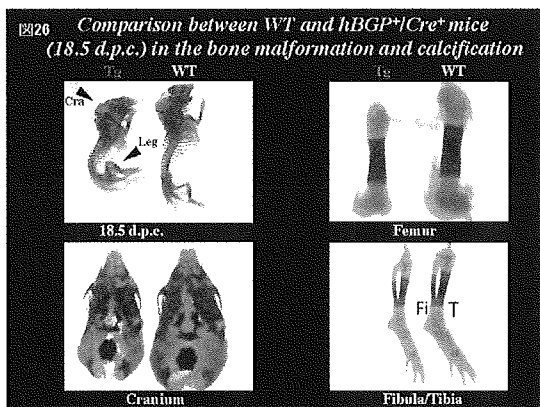 図26
Comparison between WT and hBGP⁺/Cre⁺ mice
(18.5 d.p.c.) in the bone malformation and calcification
Tg WT
Cra
Leg
18.5 d.p.c.
Tg WT
Femur
Cranium
Fi T
Fibula/Tibia